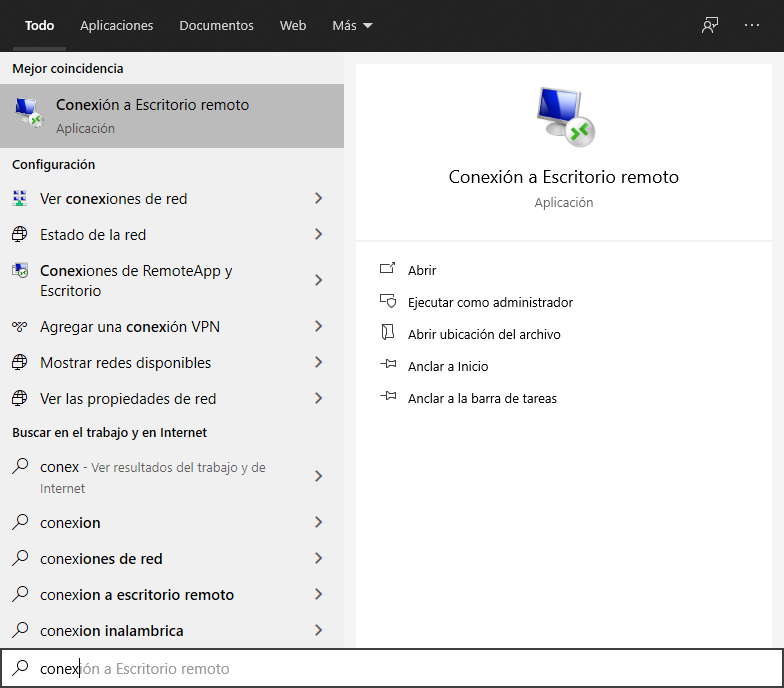 Todo Aplicaciones Documentos Web Más
Mejor coincidencia
Conexión a Escritorio remoto
Aplicación
Configuración
Ver conexiones de red
Estado de la red
Conexiones de RemoteApp y
Escritorio
Agregar una conexión VPN
Mostrar redes disponibles
Ver las propiedades de red
Buscar en el trabajo y en Internet
conex - Ver resultados del trabajo y de
Internet
conexion
conexiones de red
conexion a escritorio remoto
conexion inalambrica
Conexión a Escritorio remoto
Aplicación
Abrir
Ejecutar como administrador
Abrir ubicación del archivo
Anclar a Inicio
Anclar a la barra de tareas
conexión a Escritorio remoto